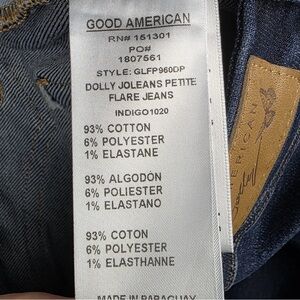 GOOD AMERICAN
RN# 151301
PO#
1807561
STYLE: GLFP960DP
DOLLY JOLEANS PETITE
FLARE JEANS
INDIGO1020
93% COTTON
6% POLYESTER
1% ELASTANE
93% ALGODÓN
6% POLIESTER
1% ELASTANO
93% COTON
6% POLYESTER
1% ELASTHANNE
MADE IN PARAGUAY
AMERICAN